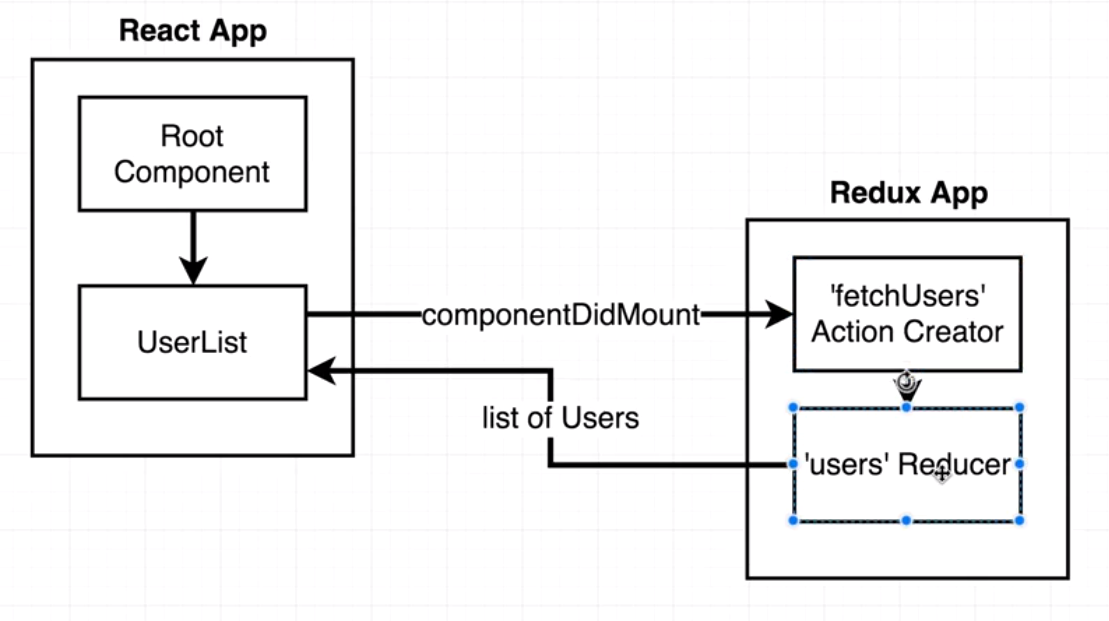 React App
Root
Component
UserList
componentDidMount
list of Users
Redux App
'fetchUsers'
Action Creator
'users' Reducer